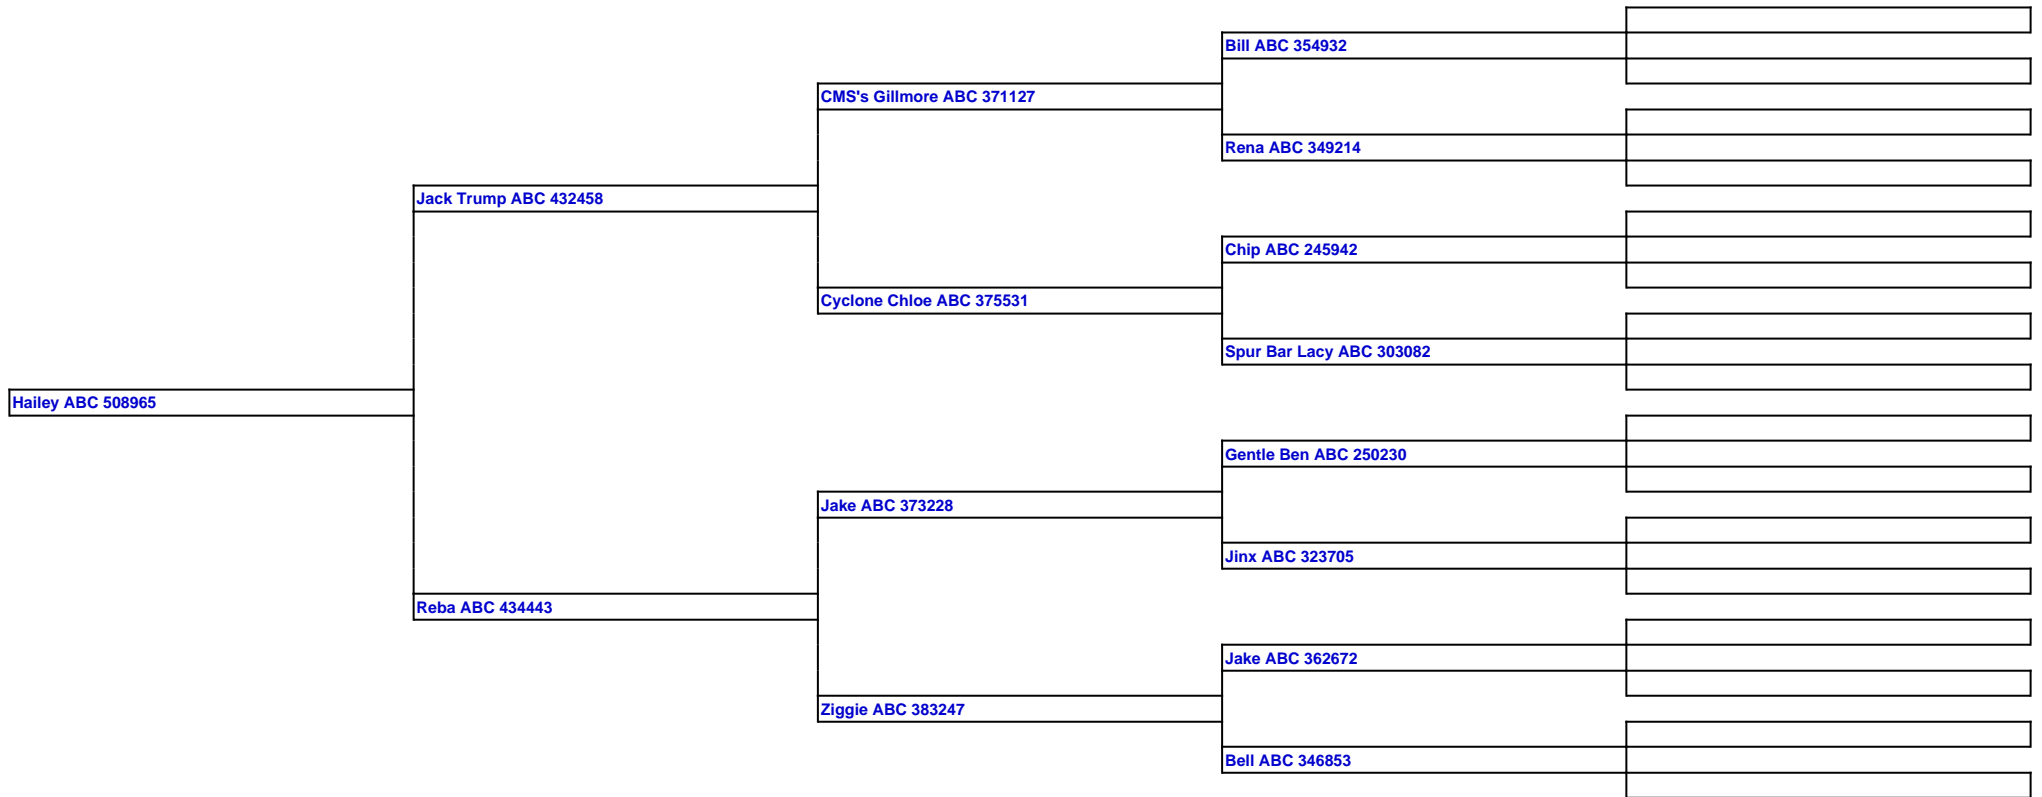 Bill ABC 354932
CMS's Gillmore ABC 371127
Rena ABC 349214
Jack Trump ABC 432458
Chip ABC 245942
Cyclone Chloe ABC 375531
Spur Bar Lacy ABC 303082
Hailey ABC 508965
Gentle Ben ABC 250230
Jake ABC 373228
Jinx ABC 323705
Reba ABC 434443
Jake ABC 362672
Ziggie ABC 383247
Bell ABC 346853